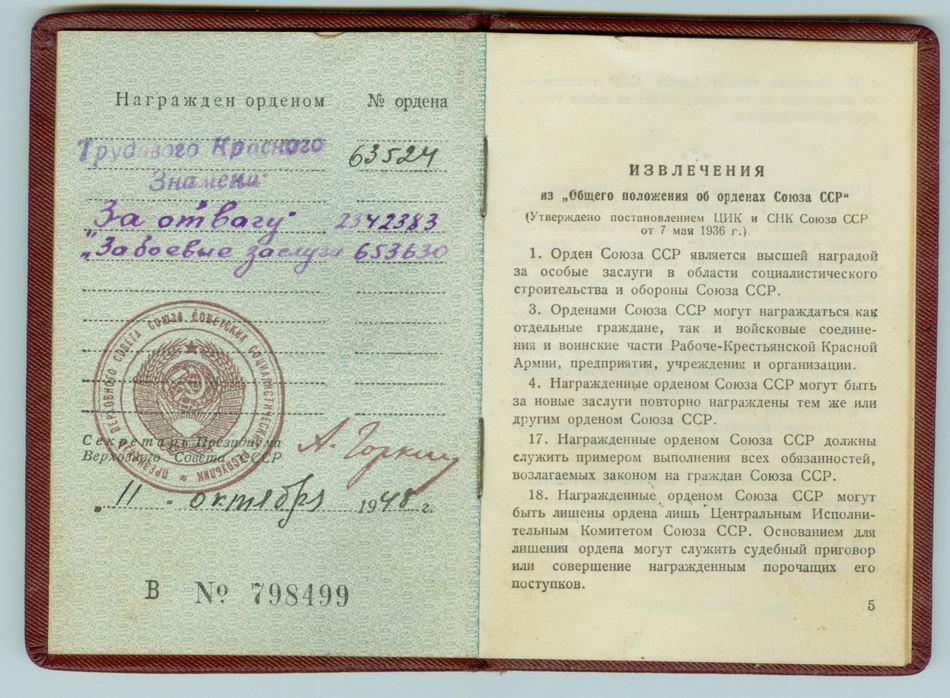 Награжден орденом № ордена
Трудового Красного 63524
Знамени
„За отвагу" 2342383
„За боевые заслуги 653630
ПРЕЗИДИУМ ВЕРХОВНОГО СОВЕТА СОЮЗА СОВЕТСКИХ СОЦИАЛИСТИЧЕСКИХ РЕСПУБЛИК
Секретарь Президиума
Верховного Совета СССР
А. Горкин
„11" октября 1948 г.
В № 798499
ИЗВЛЕЧЕНИЯ
из „Общего положения об орденах Союза ССР"
(Утверждено постановлением ЦИК и СНК Союза ССР
от 7 мая 1936 г.)
1. Орден Союза ССР является высшей наградой
за особые заслуги в области социалистического
строительства и обороны Союза ССР.
3. Орденами Союза ССР могут награждаться как
отдельные граждане, так и войсковые соедине-
ния и воинские части Рабоче-Крестьянской Красной
Армии, предприятия, учреждения и организации.
4. Награжденные орденом Союза ССР могут быть
за новые заслуги повторно награждены тем же или
другим орденом Союза ССР.
17. Награжденные орденом Союза ССР должны
служить примером выполнения всех обязанностей,
возлагаемых законом на граждан Союза ССР.
18. Награжденные орденом Союза ССР могут
быть лишены ордена лишь Центральным Исполни-
тельным Комитетом Союза ССР. Основанием для
лишения ордена могут служить судебный приговор
или совершение награжденным порочащих его
поступков.
5